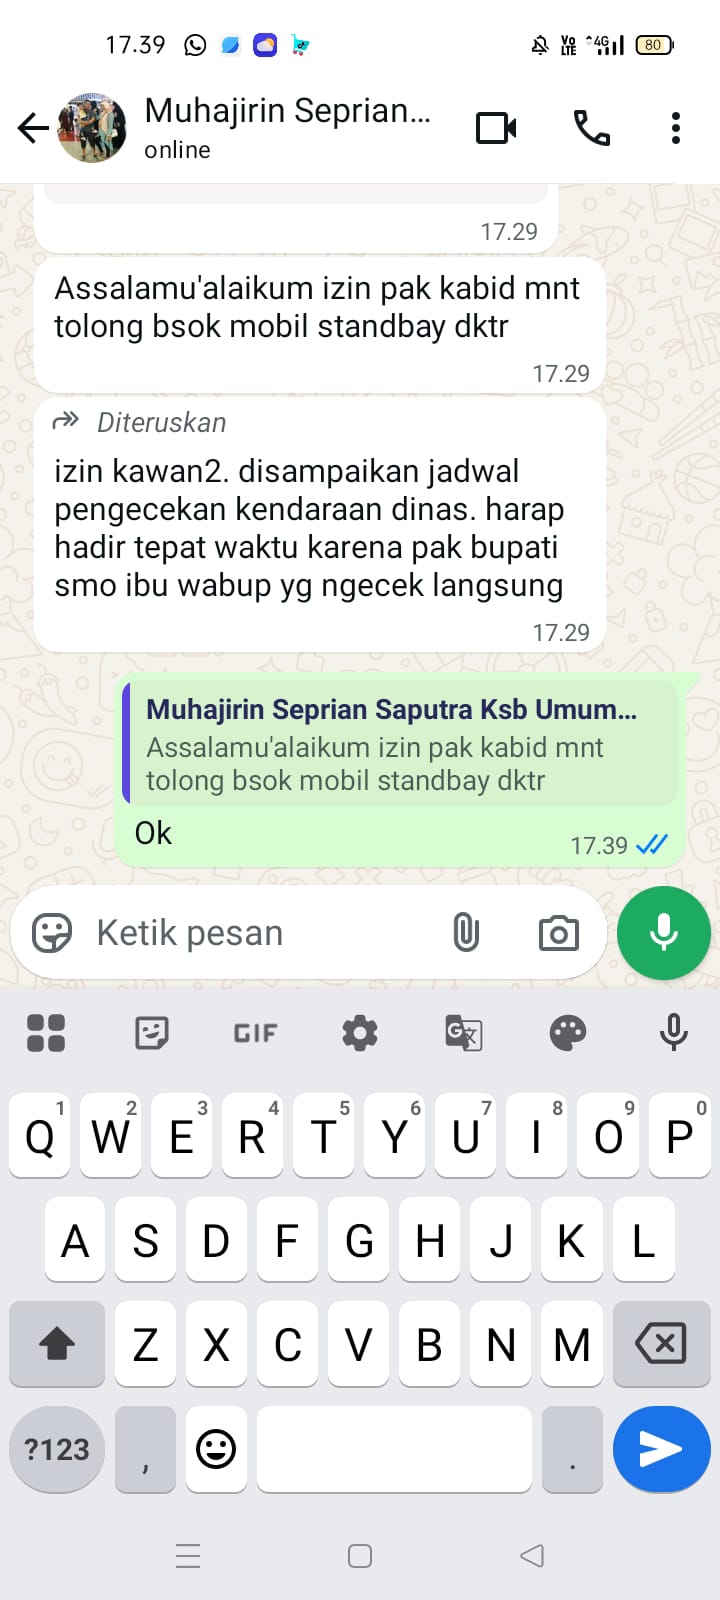 17.39
VO LTE 4G 80
Muhajirin Seprian...
online
17.29
Assalamu'alaikum izin pak kabid mnt
tolong bsok mobil standbay dktr
17.29
Diteruskan
izin kawan2. disampaikan jadwal
pengecekan kendaraan dinas. harap
hadir tepat waktu karena pak bupati
smo ibu wabup yg ngecek langsung
17.29
Muhajirin Seprian Saputra Ksb Umum...
Assalamu'alaikum izin pak kabid mnt
tolong bsok mobil standbay dktr
Ok
17.39
Ketik pesan
GIF
G文
1 2 3 4 5 6 7 8 9 0
Q W E R T Y U I O P
A S D F G H J K L
Z X C V B N M
?123 , .